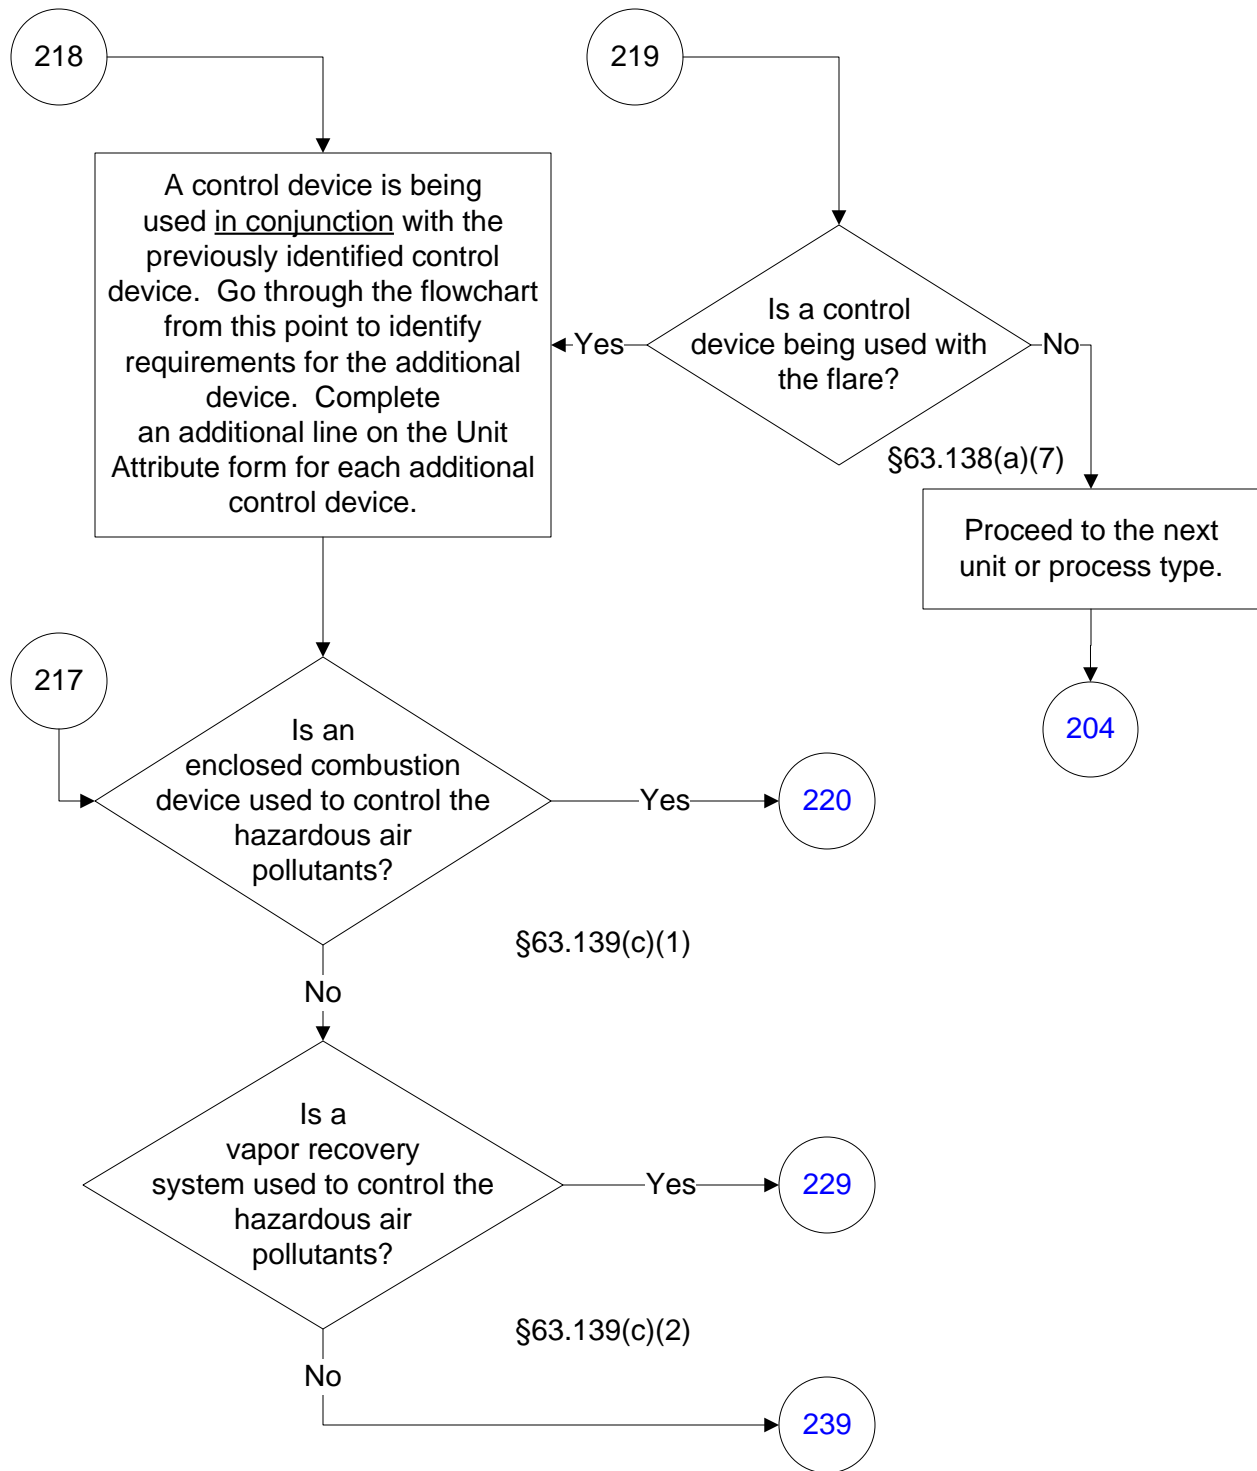 218
219
A control device is being
used in conjunction with the
previously identified control
device.  Go through the flowchart
from this point to identify
requirements for the additional
device.  Complete
an additional line on the Unit
Attribute form for each additional
control device.
Is a control
device being used with
the flare?
Yes
No
§63.138(a)(7)
Proceed to the next
unit or process type.
204
217
Is an
enclosed combustion
device used to control the
hazardous air
pollutants?
Yes
220
§63.139(c)(1)
No
Is a
vapor recovery
system used to control the
hazardous air
pollutants?
Yes
229
§63.139(c)(2)
No
239